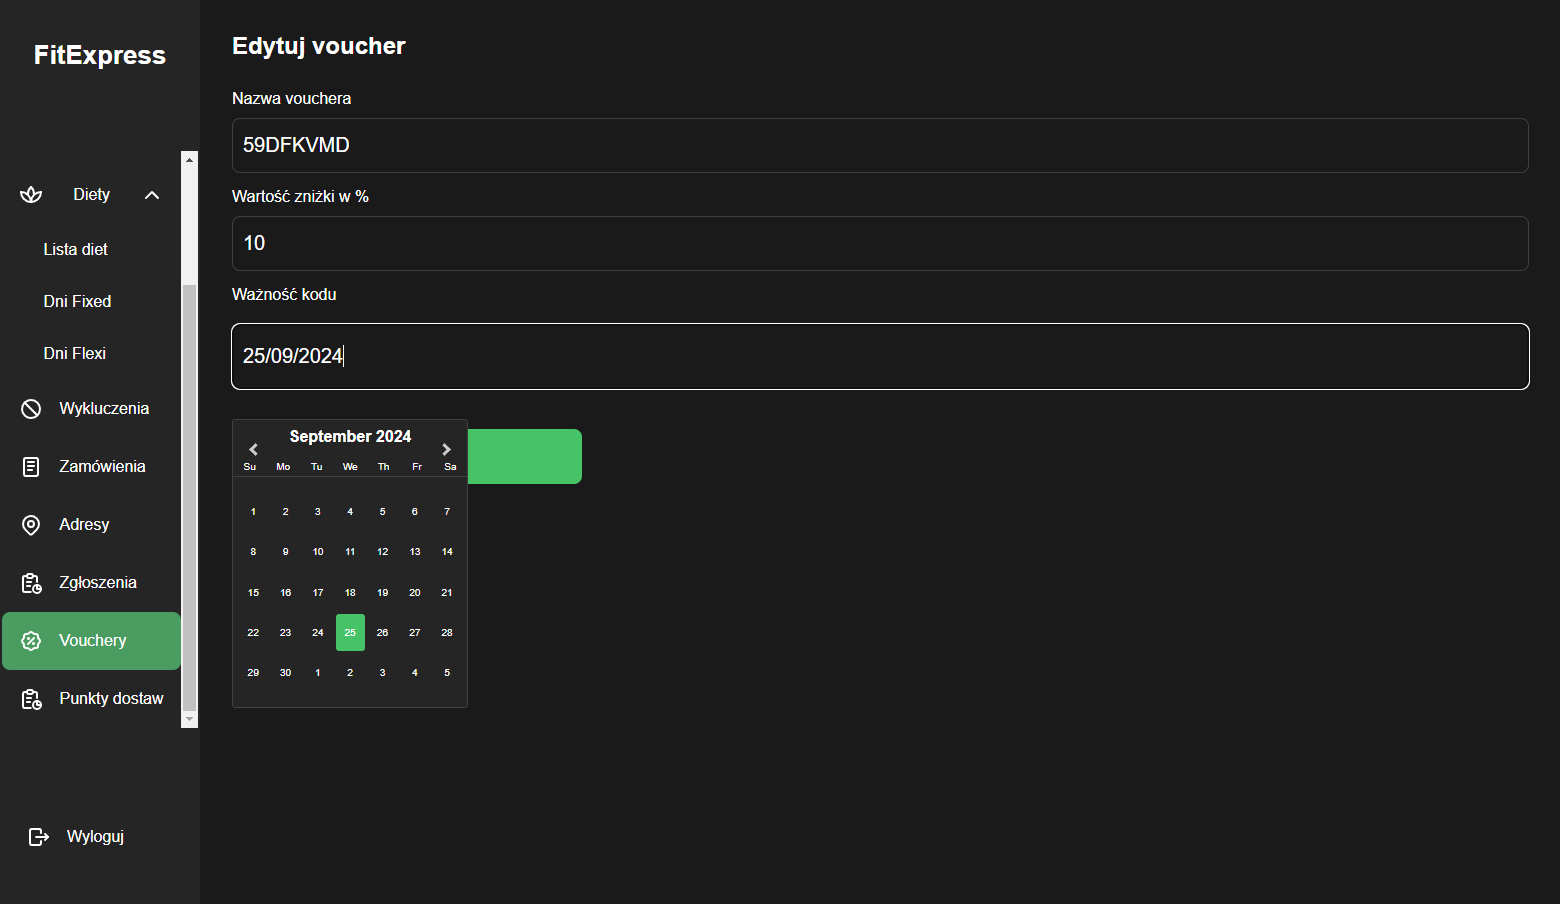 FitExpress
Diety
Lista diet
Dni Fixed
Dni Flexi
Wykluczenia
Zamówienia
Adresy
Zgłoszenia
Vouchery
Punkty dostaw
Wyloguj
Edytuj voucher
Nazwa vouchera
59DFKVMD
Wartość zniżki w %
10
Ważność kodu
25/09/2024
September 2024
Su Mo Tu We Th Fr Sa
1 2 3 4 5 6 7
8 9 10 11 12 13 14
15 16 17 18 19 20 21
22 23 24 25 26 27 28
29 30 1 2 3 4 5